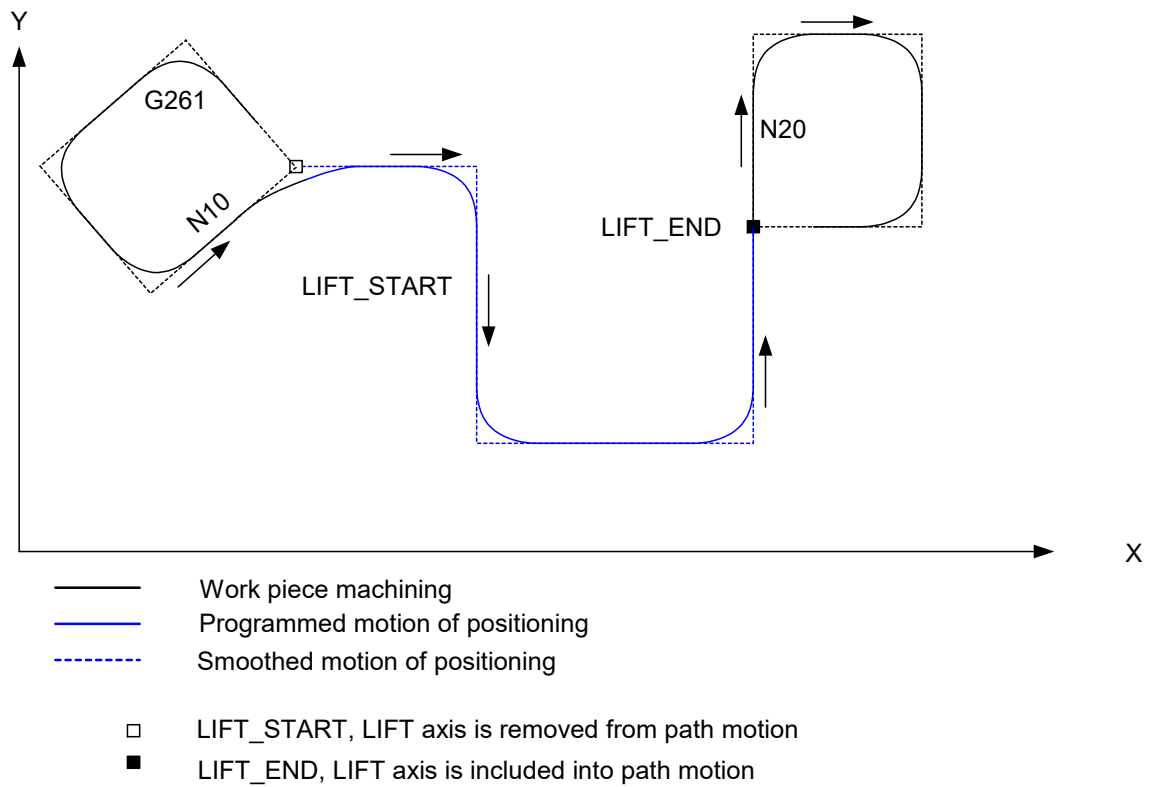 Y
G261
N10
N20
LIFT_END
LIFT_START
X
Work piece machining
Programmed motion of positioning
Smoothed motion of positioning
LIFT_START, LIFT axis is removed from path motion
LIFT_END, LIFT axis is included into path motion